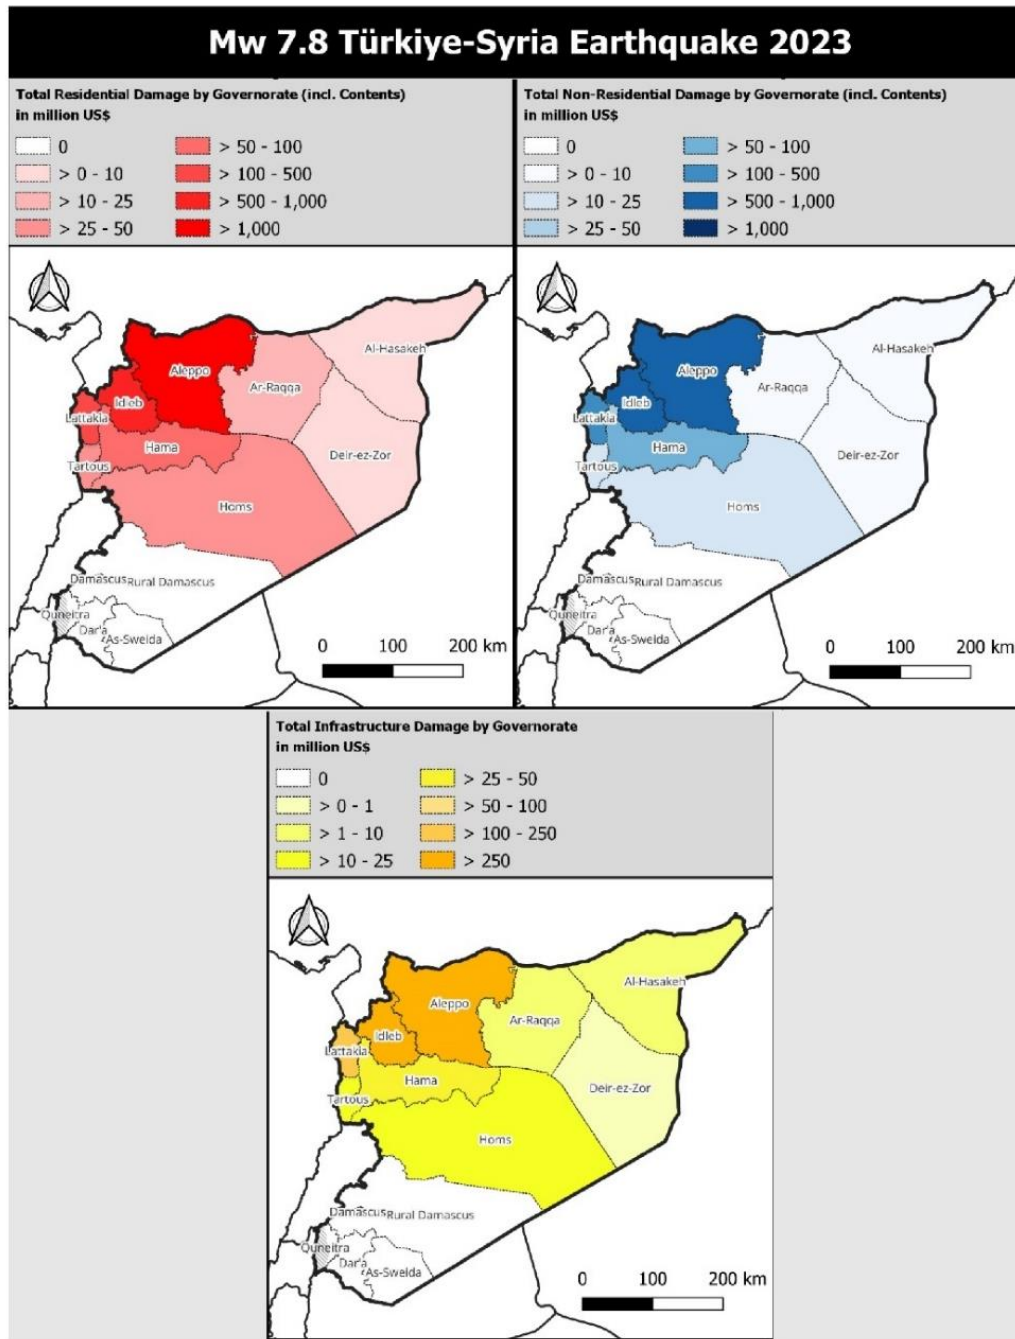 Mw 7.8 Türkiye-Syria Earthquake 2023
Total Residential Damage by Governorate (incl. Contents)
in million US$
0
> 0 - 10
> 10 - 25
> 25 - 50
> 50 - 100
> 100 - 500
> 500 - 1,000
> 1,000
Al-Hasakeh
Aleppo
Ar-Raqqa
Idleb
Lattakia
Hama
Deir-ez-Zor
Tartous
Homs
Damascus
Rural Damascus
Quneitra
Dar'a
As-Sweida
0 100 200 km
Total Non-Residential Damage by Governorate (incl. Contents)
in million US$
0
> 0 - 10
> 10 - 25
> 25 - 50
> 50 - 100
> 100 - 500
> 500 - 1,000
> 1,000
Al-Hasakeh
Aleppo
Ar-Raqqa
Idleb
Lattakia
Hama
Deir-ez-Zor
Tartous
Homs
Damascus
Rural Damascus
Quneitra
Dar'a
As-Sweida
0 100 200 km
Total Infrastructure Damage by Governorate
in million US$
0
> 0 - 1
> 1 - 10
> 10 - 25
> 25 - 50
> 50 - 100
> 100 - 250
> 250
Al-Hasakeh
Aleppo
Ar-Raqqa
Idleb
Lattakia
Hama
Deir-ez-Zor
Tartous
Homs
Damascus
Rural Damascus
Quneitra
Dar'a
As-Sweida
0 100 200 km